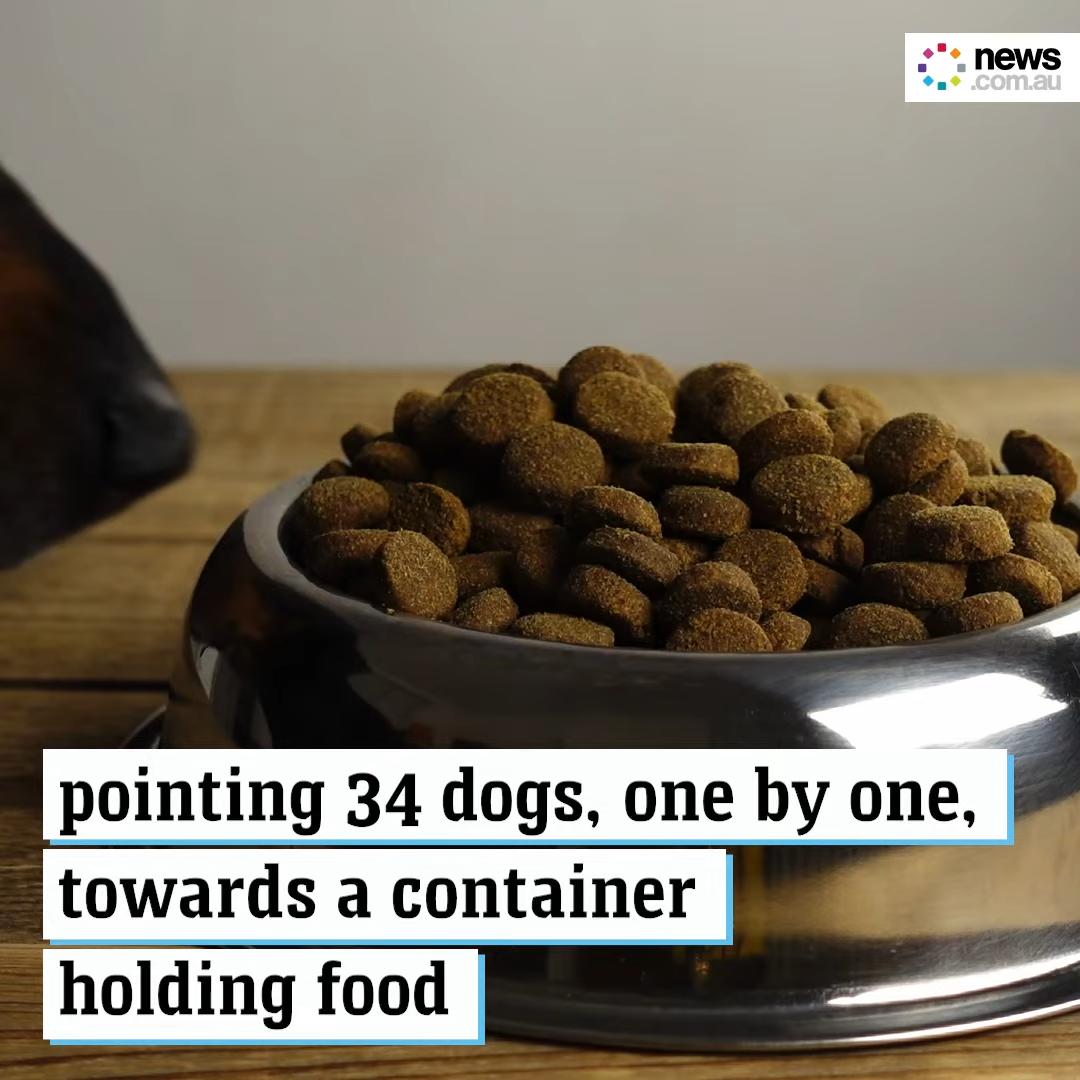 news
.com.au
pointing 34 dogs, one by one,
towards a container
holding food